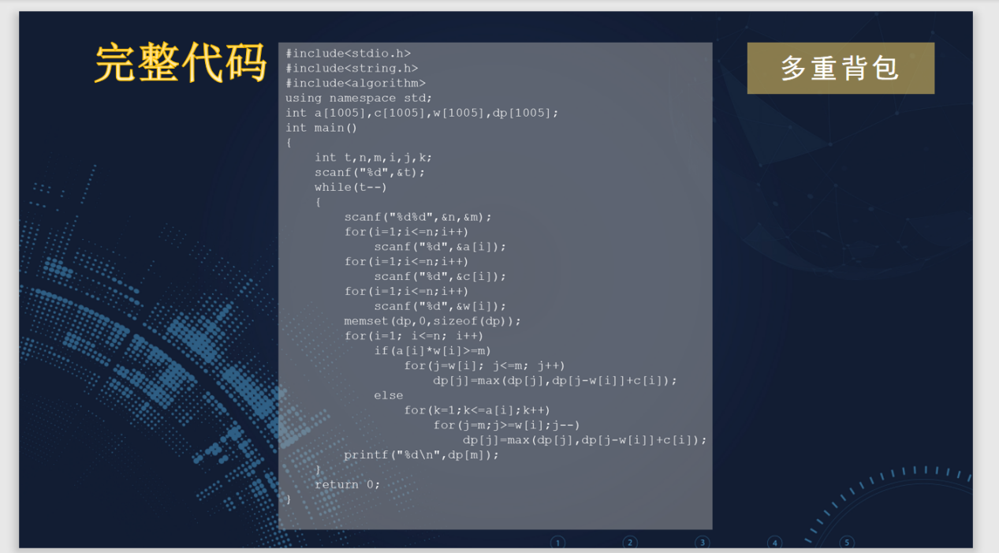 完整代码
多重背包
#include<stdio.h>
#include<string.h>
#include<algorithm>
using namespace std;
int a[1005],c[1005],w[1005],dp[1005];
int main()
{
    int t,n,m,i,j,k;
    scanf("%d",&t);
    while(t--)
    {
        scanf("%d%d",&n,&m);
        for(i=1;i<=n;i++)
            scanf("%d",&a[i]);
        for(i=1;i<=n;i++)
            scanf("%d",&c[i]);
        for(i=1;i<=n;i++)
            scanf("%d",&w[i]);
        memset(dp,0,sizeof(dp));
        for(i=1; i<=n; i++)
            if(a[i]*w[i]>=m)
                for(j=w[i]; j<=m; j++)
                    dp[j]=max(dp[j],dp[j-w[i]]+c[i]);
            else
                for(k=1;k<=a[i];k++)
                    for(j=m;j>=w[i];j--)
                        dp[j]=max(dp[j],dp[j-w[i]]+c[i]);
        printf("%d\n",dp[m]);
    }
    return 0;
}
1 2 3 4 5